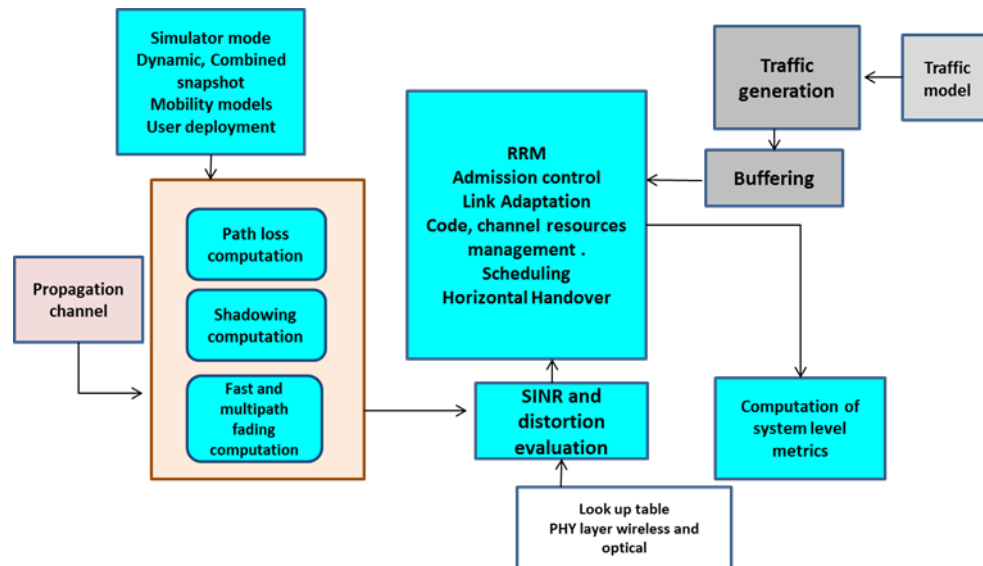 Simulator mode
Dynamic, Combined
snapshot
Mobility models
User deployment
Traffic
generation
Traffic
model
Buffering
RRM
Admission control
Link Adaptation
Code, channel resources
management .
Scheduling
Horizontal Handover
Propagation
channel
Path loss
computation
Shadowing
computation
Fast and
multipath
fading
computation
SINR and
distortion
evaluation
Computation of
system level
metrics
Look up table
PHY layer wireless and
optical